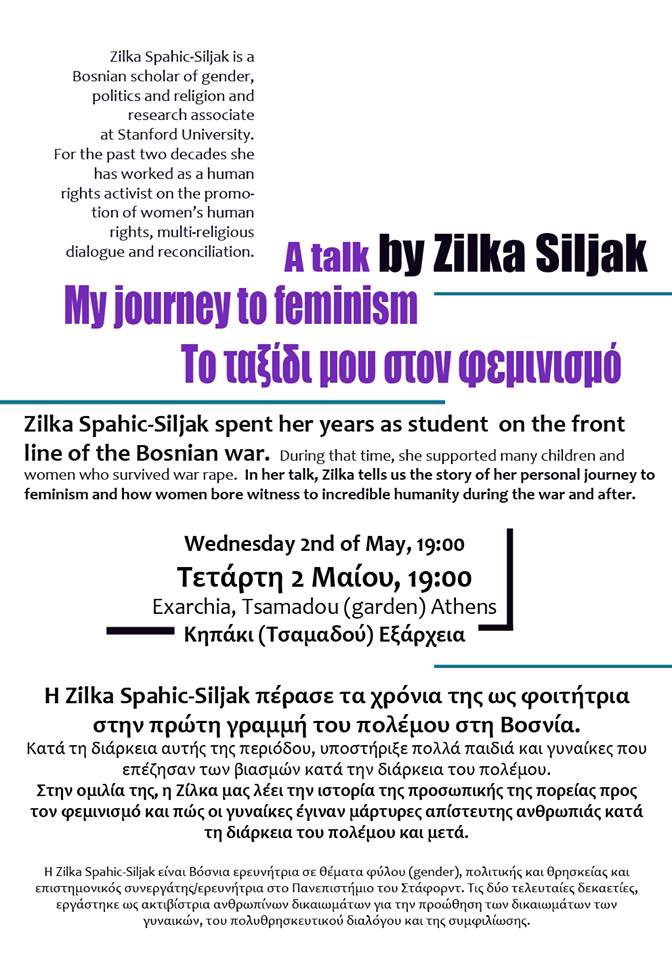 Zilka Spahic-Siljak is a
Bosnian scholar of gender,
politics and religion and
research associate
at Stanford University.
For the past two decades she
has worked as a human
rights activist on the promo-
tion of women's human
rights, multi-religious
dialogue and reconciliation.
A talk by Zilka Siljak
My journey to feminism
Το ταξίδι μου στον φεμινισμό
Zilka Spahic-Siljak spent her years as student on the front
line of the Bosnian war. During that time, she supported many children and
women who survived war rape. In her talk, Zilka tells us the story of her personal journey to
feminism and how women bore witness to incredible humanity during the war and after.
Wednesday 2nd of May, 19:00
Τετάρτη 2 Μαίου, 19:00
Exarchia, Tsamadou (garden) Athens
Κηπάκι (Τσαμαδού) Εξάρχεια
Η Zilka Spahic-Siljak πέρασε τα χρόνια της ως φοιτήτρια
στην πρώτη γραμμή του πολέμου στη Βοσνία.
Κατά τη διάρκεια αυτής της περιόδου, υποστήριξε πολλά παιδιά και γυναίκες που
επέζησαν των βιασμών κατά την διάρκεια του πολέμου.
Στην ομιλία της, η Ζίλκα μας λέει την ιστορία της προσωπικής της πορείας προς
τον φεμινισμό και πώς οι γυναίκες έγιναν μάρτυρες απίστευτης ανθρωπιάς κατά
τη διάρκεια του πολέμου και μετά.
Η Zilka Spahic-Siljak είναι Βόσνια ερευνήτρια σε θέματα φύλου (gender), πολιτικής και θρησκείας και
επιστημονικός συνεργάτης/ερευνήτρια στο Πανεπιστήμιο του Στάφορντ. Τις δύο τελευταίες δεκαετίες,
εργάστηκε ως ακτιβίστρια ανθρωπίνων δικαιωμάτων για την προώθηση των δικαιωμάτων των
γυναικών, του πολυθρησκευτικού διαλόγου και της συμφιλίωσης.